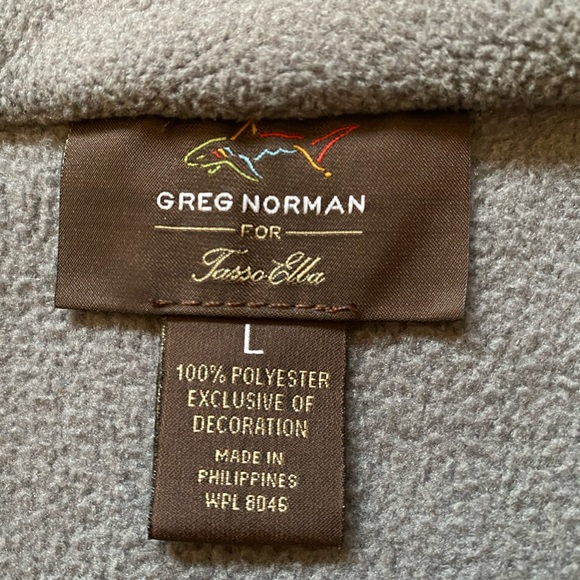 GREG NORMAN
FOR
Tasso Elba
L
100% POLYESTER
EXCLUSIVE OF
DECORATION
MADE IN
PHILIPPINES
WPL 8046